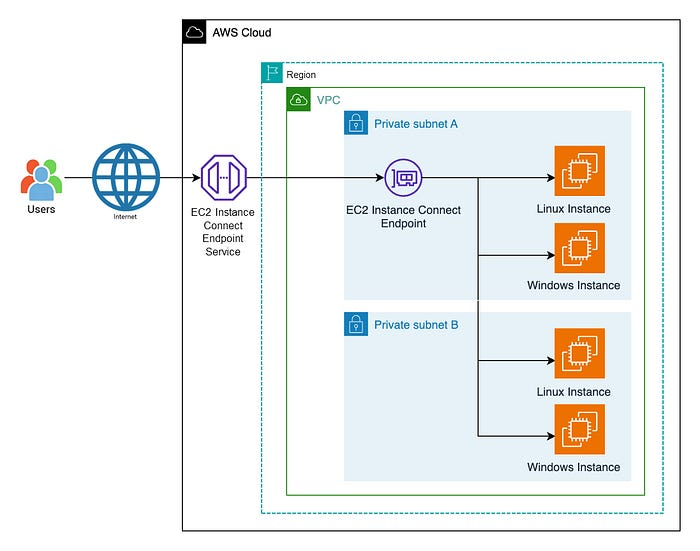 AWS Cloud
Region
VPC
Private subnet A
Users
Internet
EC2 Instance
Connect
Endpoint
Service
EC2 Instance Connect
Endpoint
Linux Instance
Windows Instance
Private subnet B
Linux Instance
Windows Instance